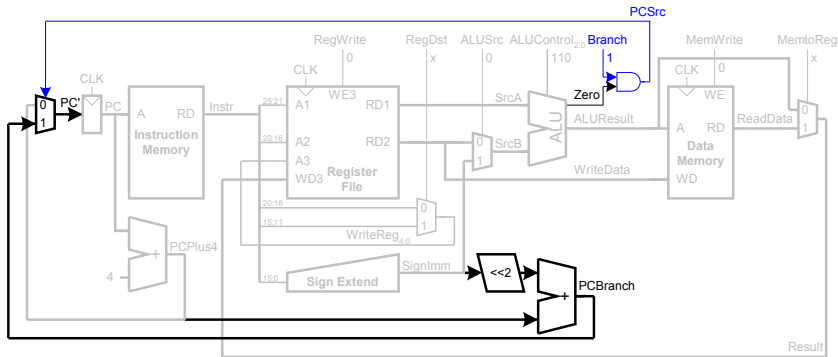 PCSrc
RegWrite RegDst ALUSrc ALUControl2:0 Branch MemWrite MemtoReg
0 x 0 110 1 0 x
CLK CLK CLK
0 1 PC' PC
A RD Instr
Instruction Memory
25:21 A1 WE3 RD1 SrcA Zero
20:16 A2 RD2 0 1 SrcB ALU ALUResult
A3
WD3 Register File
WE A RD ReadData 0 1
Data Memory
WD WriteData
20:16 0
15:11 1
WriteReg4:0
4 + PCPlus4
15:0 Sign Extend SignImm <<2
+ PCBranch
Result